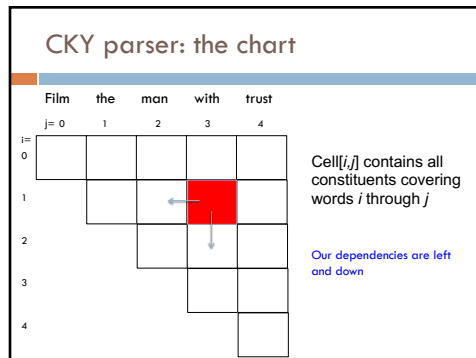 CKY parser: the chart
Film the man with trust
j= 0 1 2 3 4
i=
0
1
2
3
4
Cell[i,j] contains all
constituents covering
words i through j
Our dependencies are left
and down